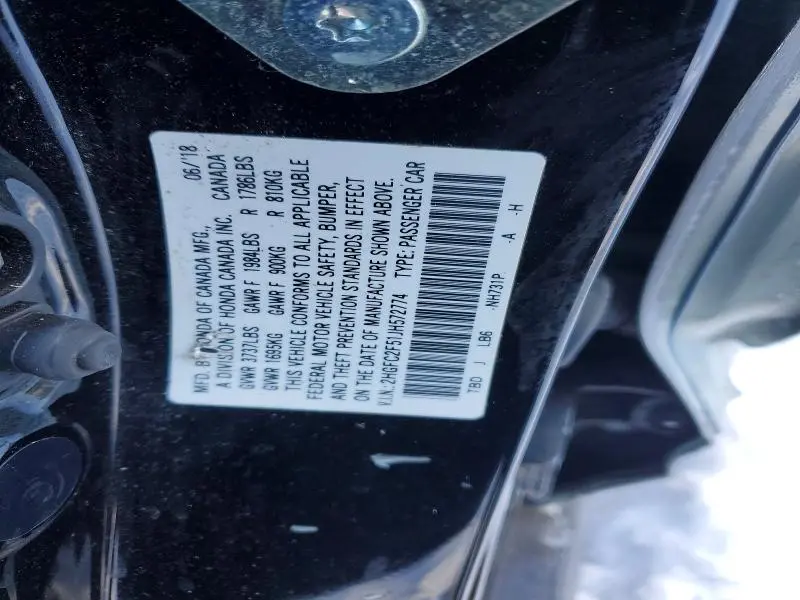 MFD. BY HONDA OF CANADA MFG., 06/18
A DIVISION OF HONDA CANADA INC. CANADA
GVWR 3737LBS GAWR F 1984LBS R 1786LBS
GVWR 1695KG GAWR F 900KG R 810KG
THIS VEHICLE CONFORMS TO ALL APPLICABLE
FEDERAL MOTOR VEHICLE SAFETY, BUMPER,
AND THEFT PREVENTION STANDARDS IN EFFECT
ON THE DATE OF MANUFACTURE SHOWN ABOVE.
V.I.N.:2HGFC2F51JH572774 TYPE: PASSENGER CAR
TBD J LB6 -NH731P. -A -H